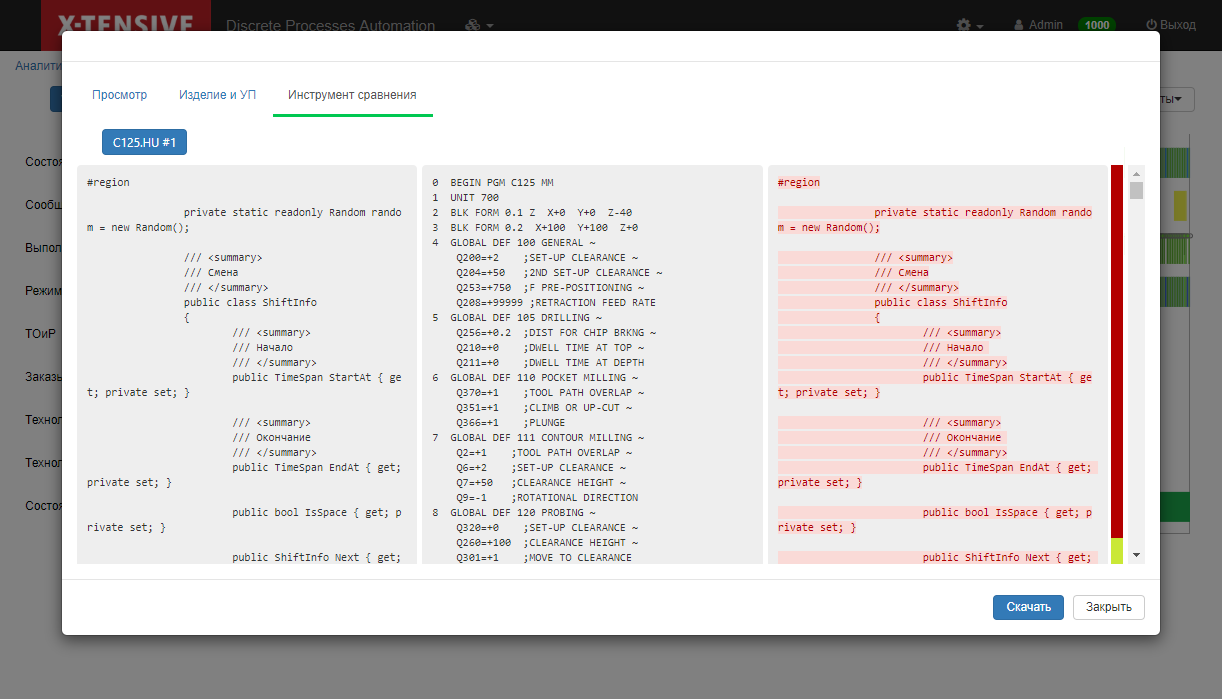 X-TENSIVE
Discrete Processes Automation
Admin
1000
Выход
Аналити
ты
Состоя
Сообщ
Выпол
Режим
ТОиР
Заказы
Технол
Технол
Состоя
Просмотр
Изделие и УП
Инструмент сравнения
C125.HU #1
#region
private static readonly Random rando
m = new Random();
/// <summary>
/// Смена
/// </summary>
public class ShiftInfo
{
/// <summary>
/// Начало
/// </summary>
public TimeSpan StartAt { ge
t; private set; }
/// <summary>
/// Окончание
/// </summary>
public TimeSpan EndAt { get;
private set; }
public bool IsSpace { get; p
rivate set; }
public ShiftInfo Next { get;
0 BEGIN PGM C125 MM
1 UNIT 700
2 BLK FORM 0.1 Z X+0 Y+0 Z-40
3 BLK FORM 0.2 X+100 Y+100 Z+0
4 GLOBAL DEF 100 GENERAL ~
Q200=+2 ;SET-UP CLEARANCE ~
Q204=+50 ;2ND SET-UP CLEARANCE ~
Q253=+750 ;F PRE-POSITIONING ~
Q208=+99999 ;RETRACTION FEED RATE
5 GLOBAL DEF 105 DRILLING ~
Q256=+0.2 ;DIST FOR CHIP BRKNG ~
Q210=+0 ;DWELL TIME AT TOP ~
Q211=+0 ;DWELL TIME AT DEPTH
6 GLOBAL DEF 110 POCKET MILLING ~
Q370=+1 ;TOOL PATH OVERLAP ~
Q351=+1 ;CLIMB OR UP-CUT ~
Q366=+1 ;PLUNGE
7 GLOBAL DEF 111 CONTOUR MILLING ~
Q2=+1 ;TOOL PATH OVERLAP ~
Q6=+2 ;SET-UP CLEARANCE ~
Q7=+50 ;CLEARANCE HEIGHT ~
Q9=-1 ;ROTATIONAL DIRECTION
8 GLOBAL DEF 120 PROBING ~
Q320=+0 ;SET-UP CLEARANCE ~
Q260=+100 ;CLEARANCE HEIGHT ~
Q301=+1 ;MOVE TO CLEARANCE
#region
private static readonly Random rando
m = new Random();
/// <summary>
/// Смена
/// </summary>
public class ShiftInfo
{
/// <summary>
/// Начало
/// </summary>
public TimeSpan StartAt { ge
t; private set; }
/// <summary>
/// Окончание
/// </summary>
public TimeSpan EndAt { get;
private set; }
public bool IsSpace { get; p
rivate set; }
public ShiftInfo Next { get;
Скачать
Закрыть